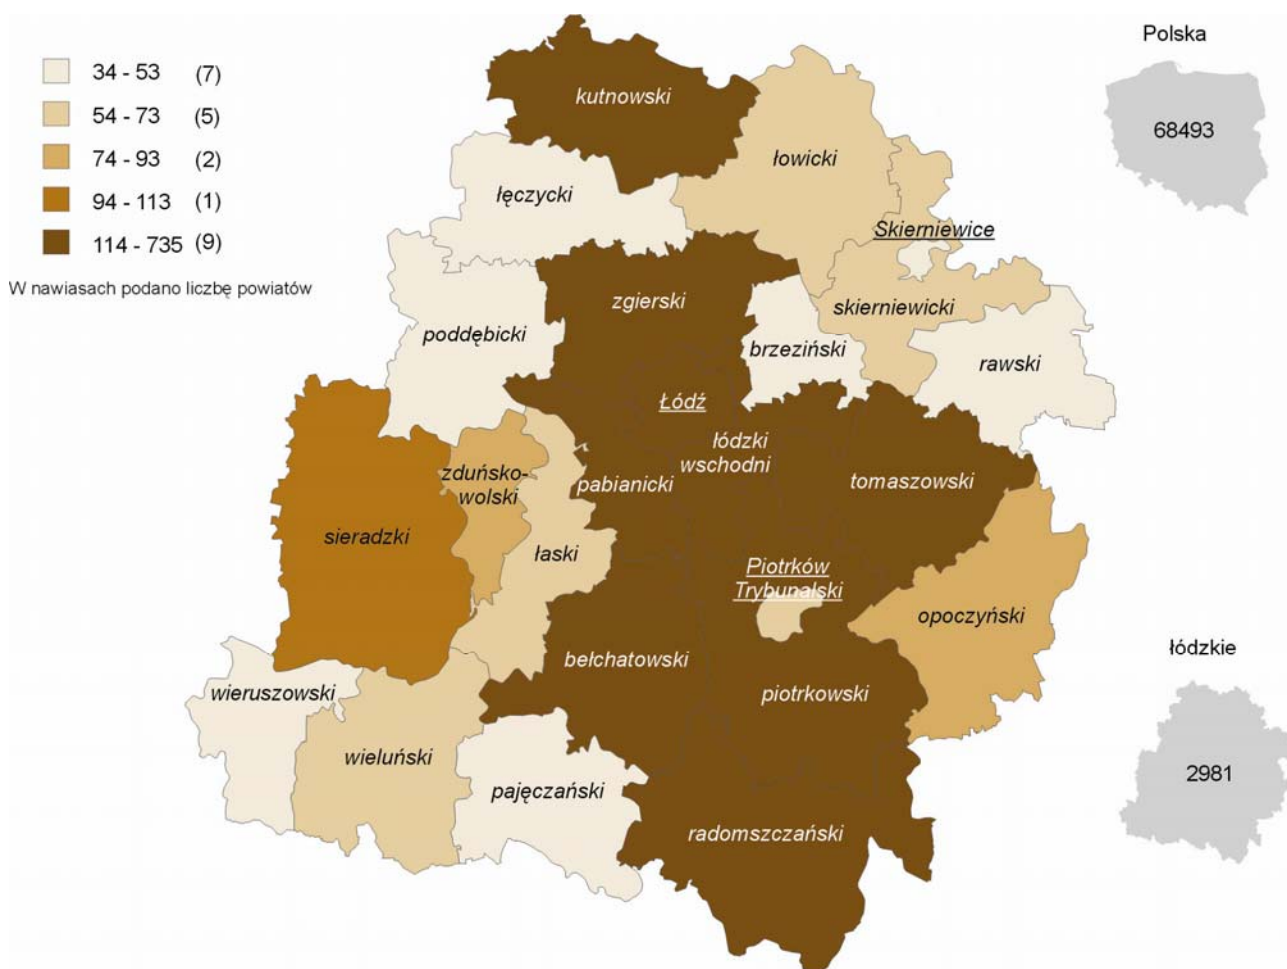 34 - 53 (7)
54 - 73 (5)
74 - 93 (2)
94 - 113 (1)
114 - 735 (9)
W nawiasach podano liczbę powiatów
Polska
68493
kutnowski
łowicki
łęczycki
Skierniewice
zgierski
skierniewicki
poddębicki
brzeziński
rawski
Łódź
łódzki
wschodni
zduńsko-
wolski
pabianicki
tomaszowski
sieradzki
łaski
Piotrków
Trybunalski
opoczyński
bełchatowski
piotrkowski
wieruszowski
wieluński
pajęczański
radomszczański
łódzkie
2981